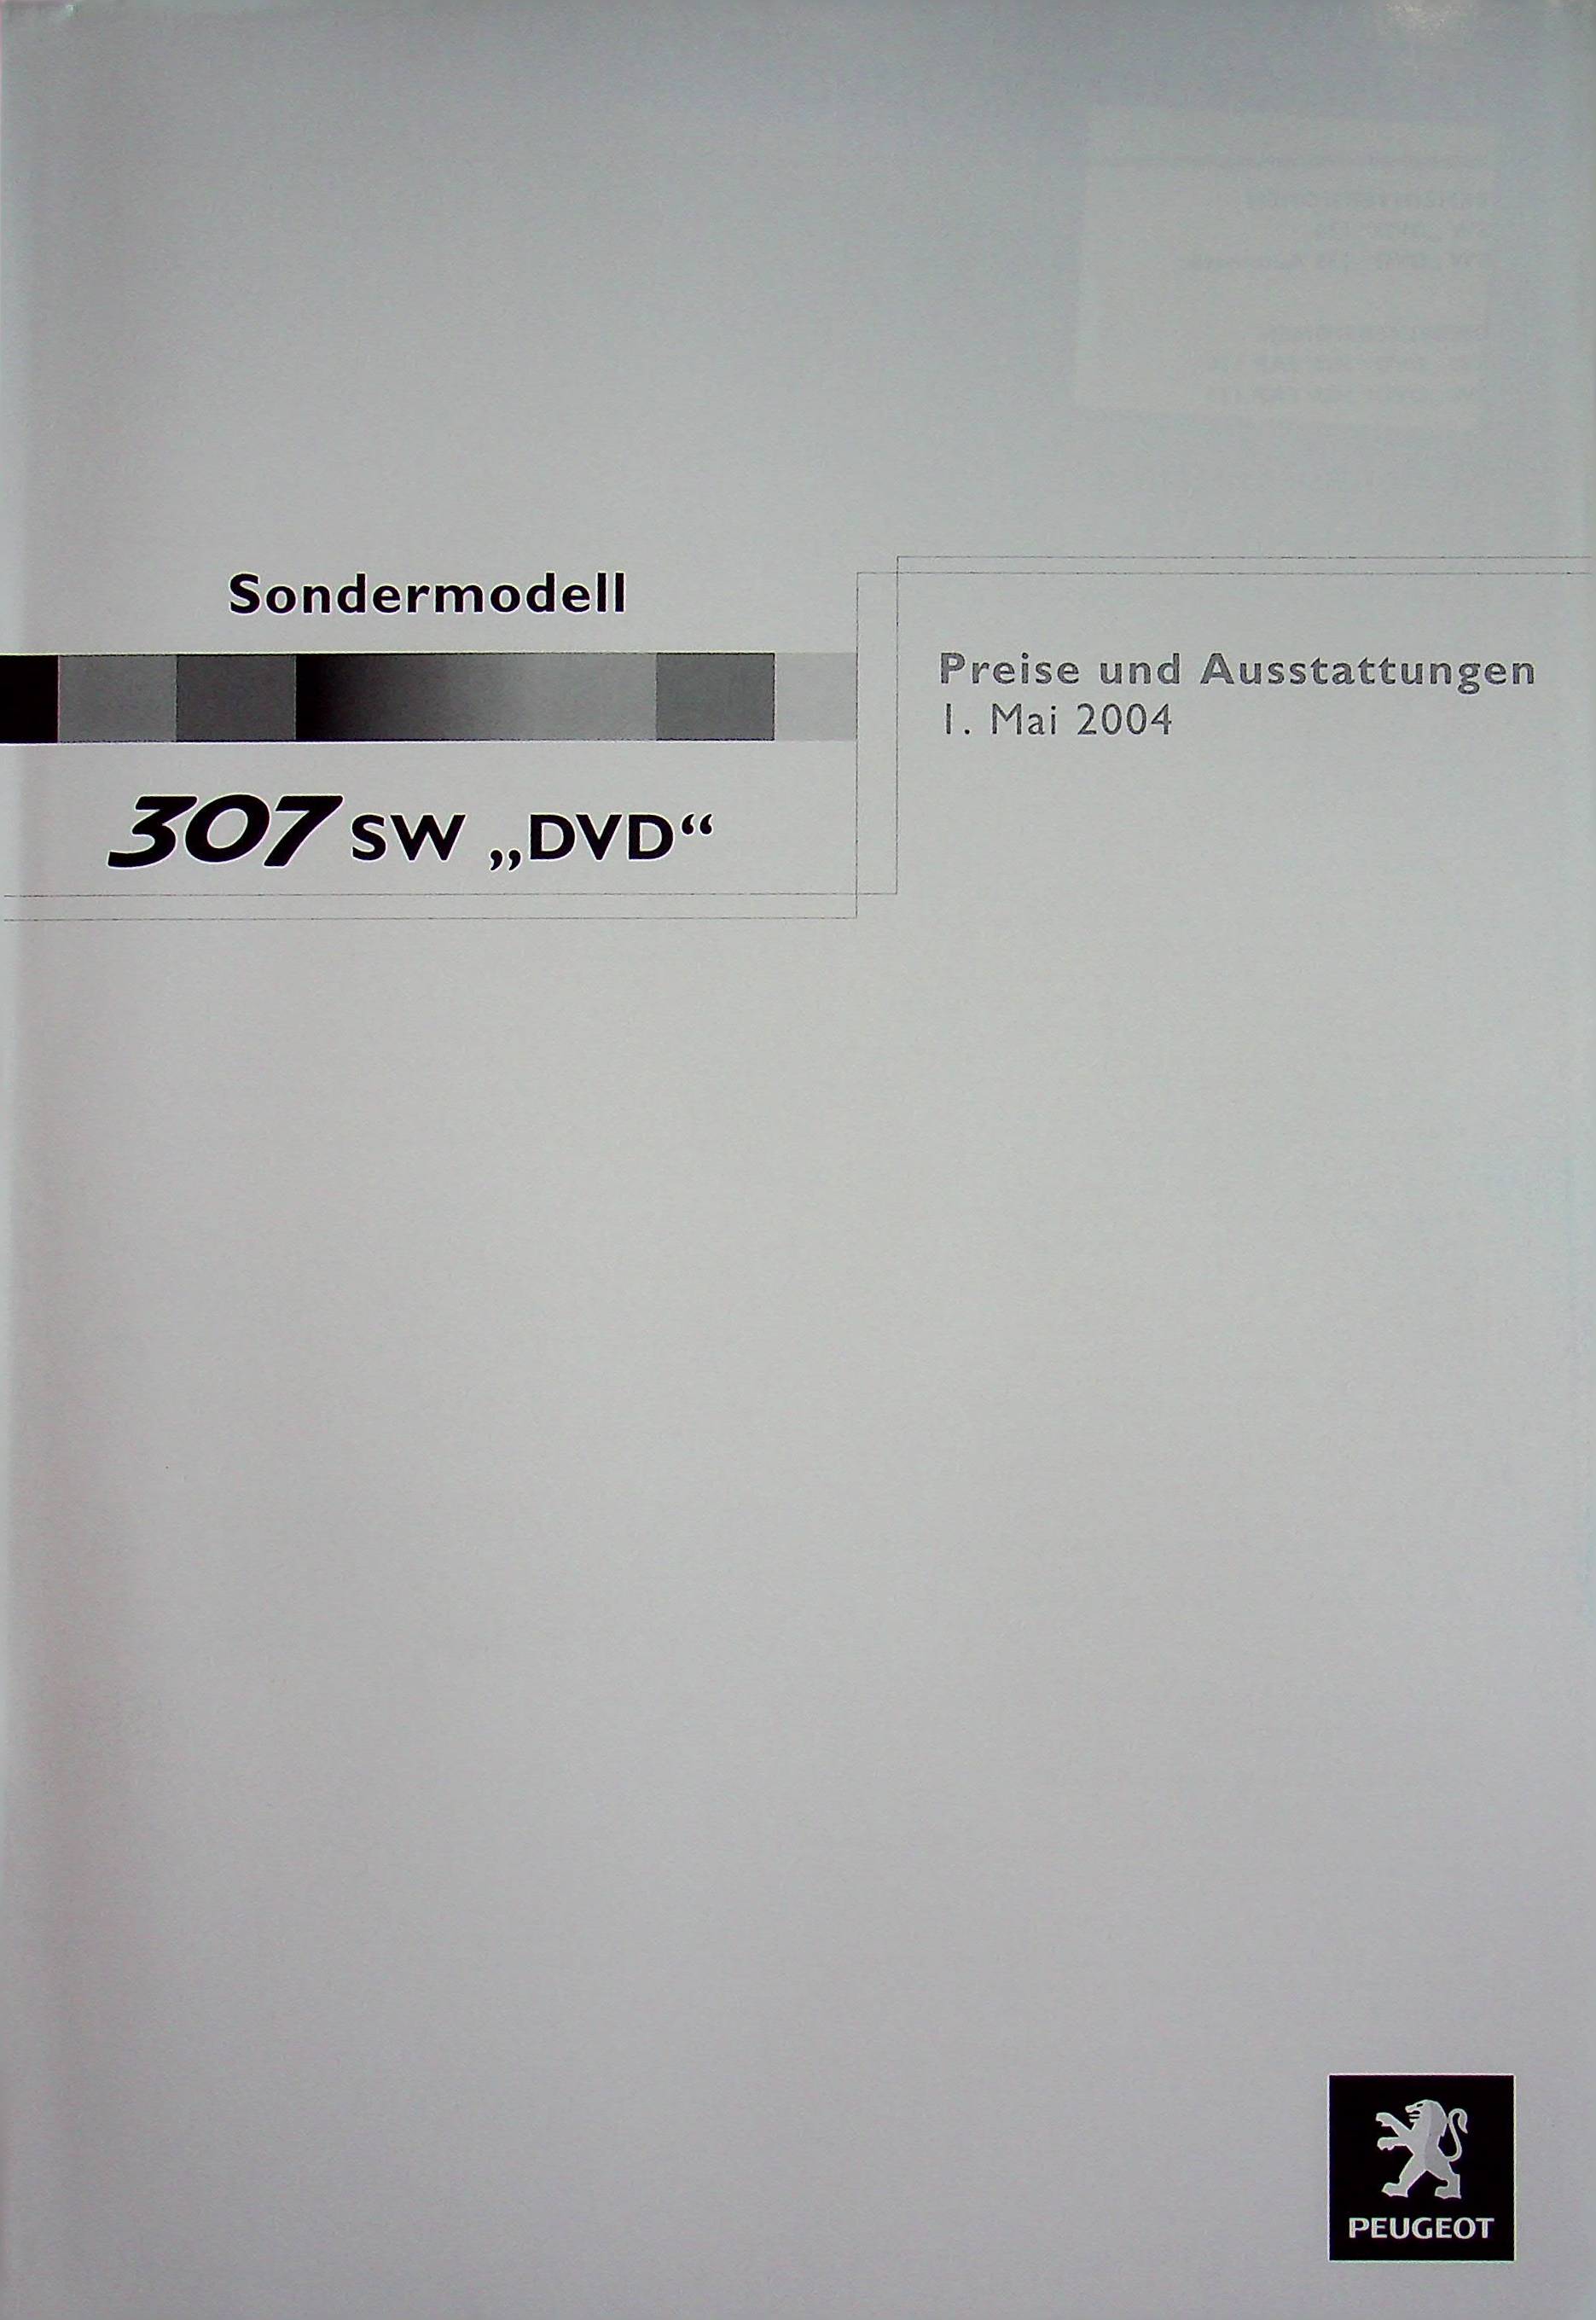 Sondermodell
Preise und Ausstattungen
1. Mai 2004
307 SW „DVD“
PEUGEOT